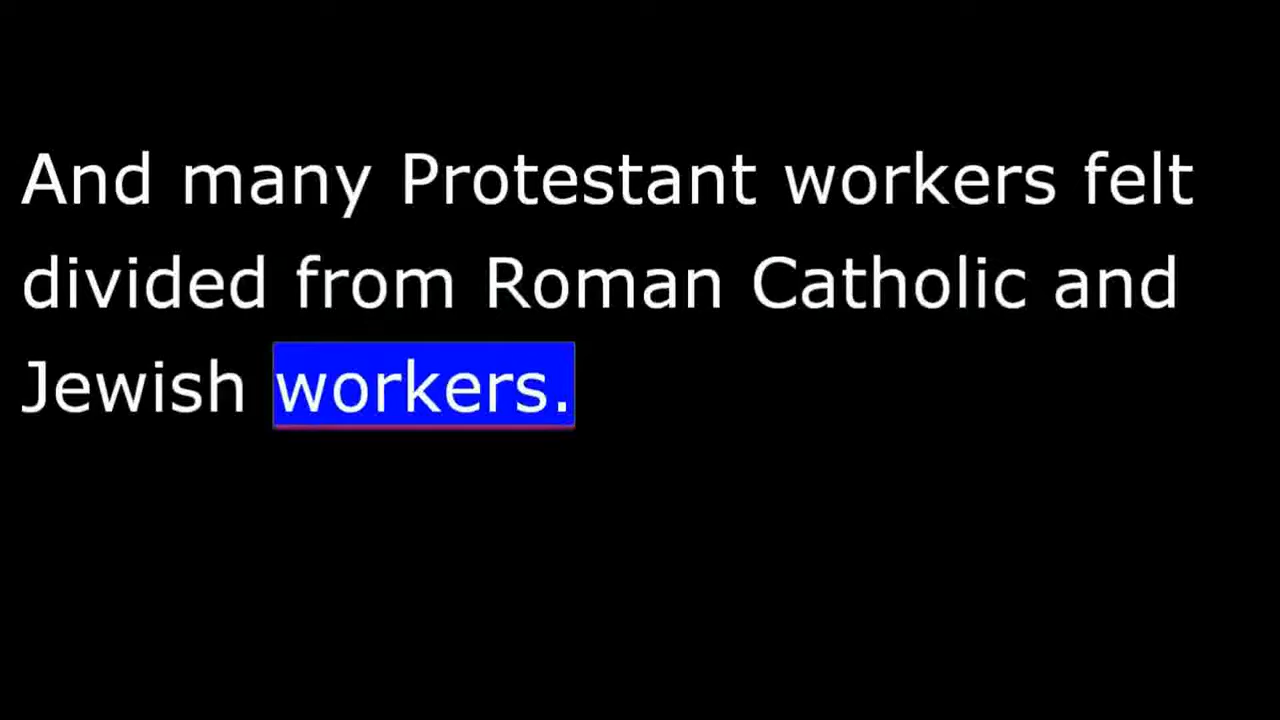 And many Protestant workers felt
divided from Roman Catholic and
Jewish workers.